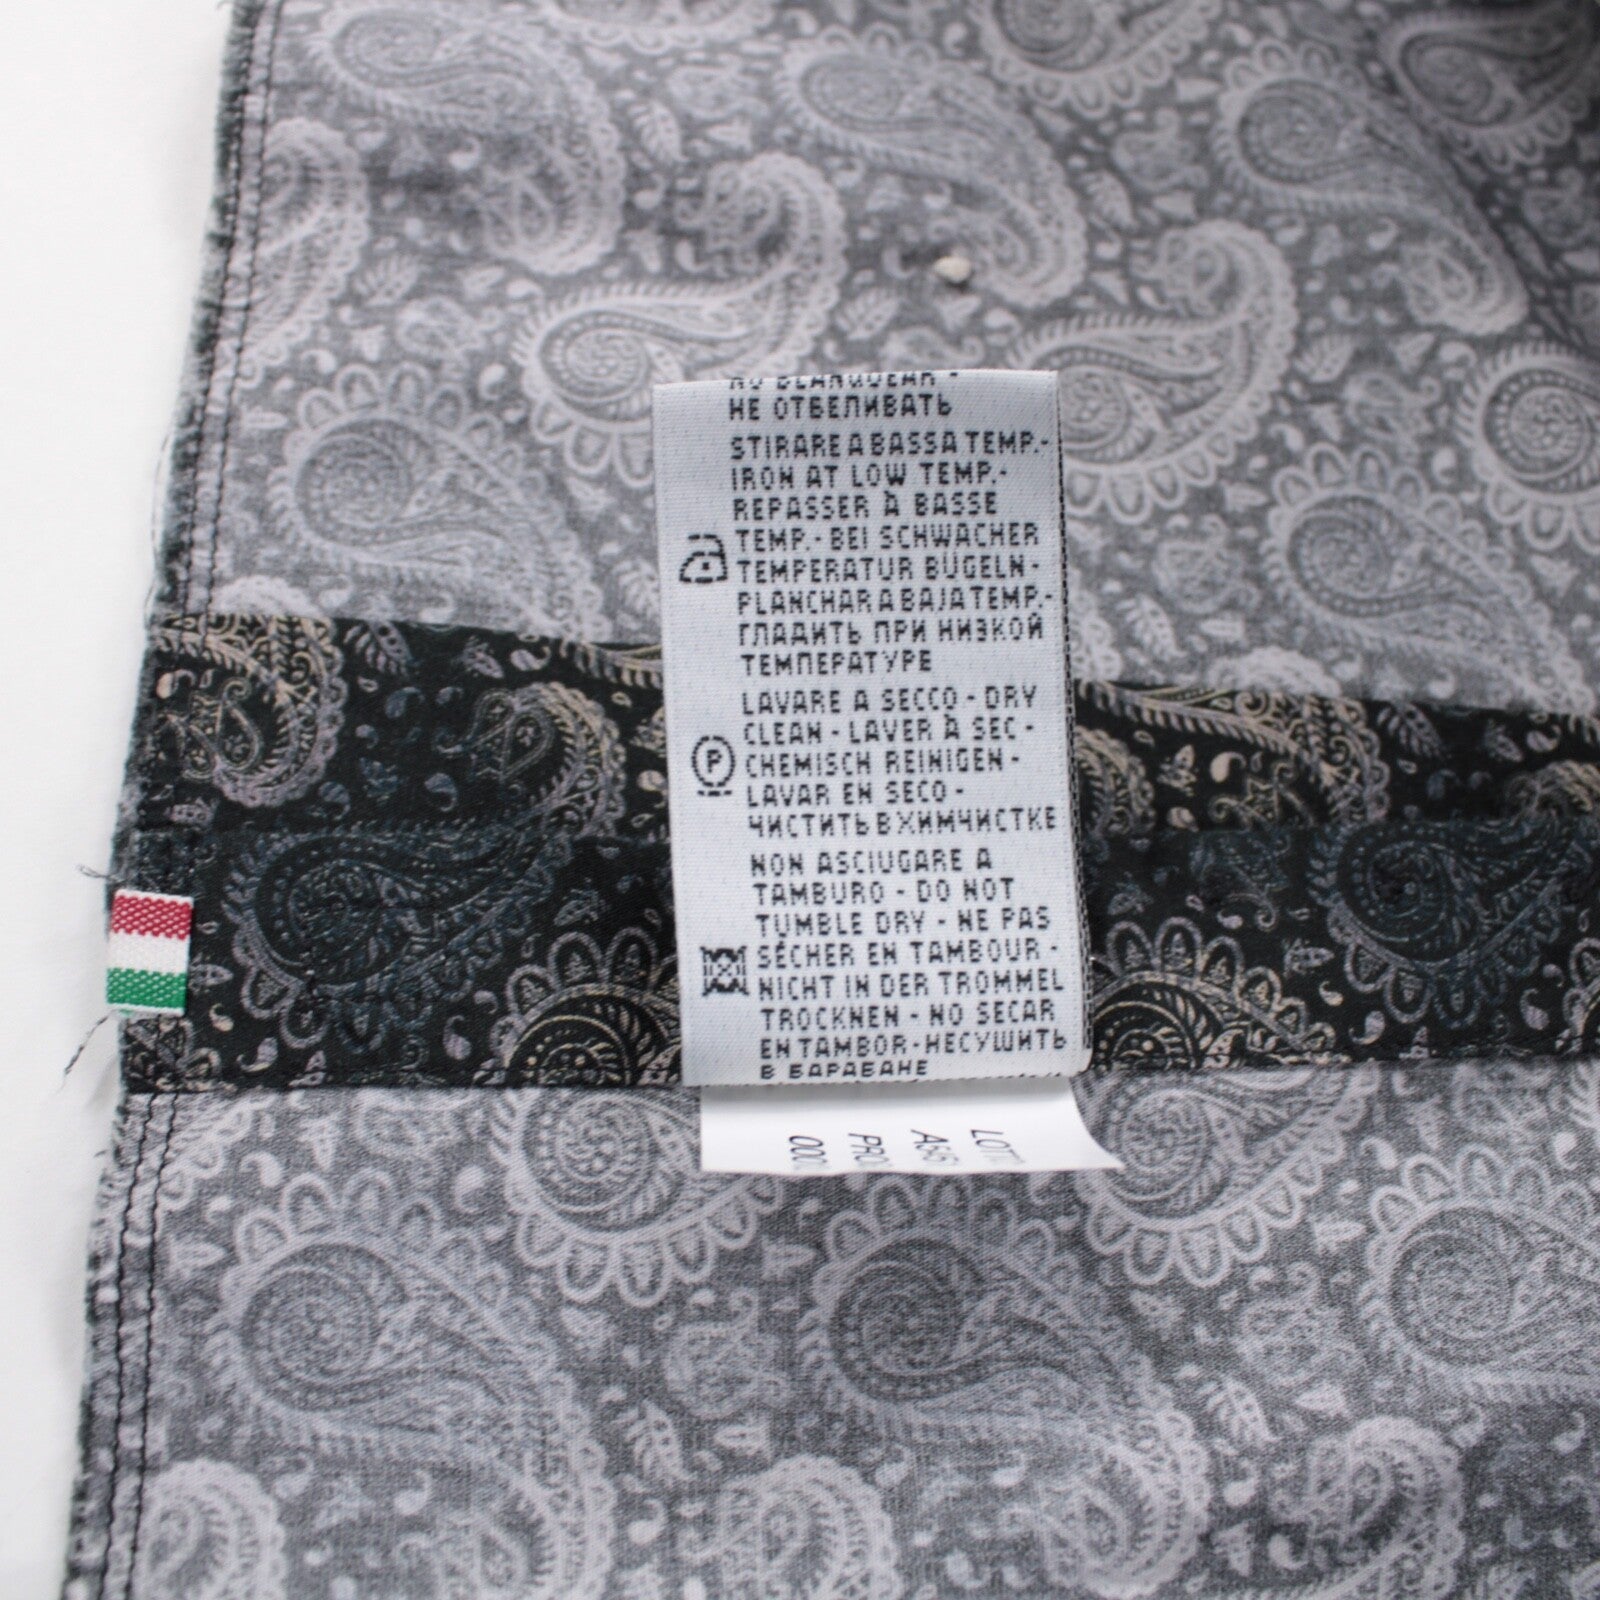 NO BLANQUEAR -
НЕ ОТБЕЛИВАТЬ
STIRARE A BASSA TEMP.-
IRON AT LOW TEMP.-
REPASSER À BASSE
TEMP.- BEI SCHWACHER
TEMPERATUR BÜGELN -
PLANCHAR A BAJA TEMP.-
ГЛАДИТЬ ПРИ НИЗКОЙ
ТЕМПЕРАТУРЕ
LAVARE A SECCO - DRY
CLEAN - LAVER À SEC -
P
CHEMISCH REINIGEN -
LAVAR EN SECO -
ЧИСТИТЬ В ХИМЧИСТКЕ
NON ASCIUGARE A
TAMBURO - DO NOT
TUMBLE DRY - NE PAS
SÉCHER EN TAMBOUR -
NICHT IN DER TROMMEL
TROCKNEN - NO SECAR
EN TAMBOR - НЕ СУШИТЬ
В БАРАБАНЕ